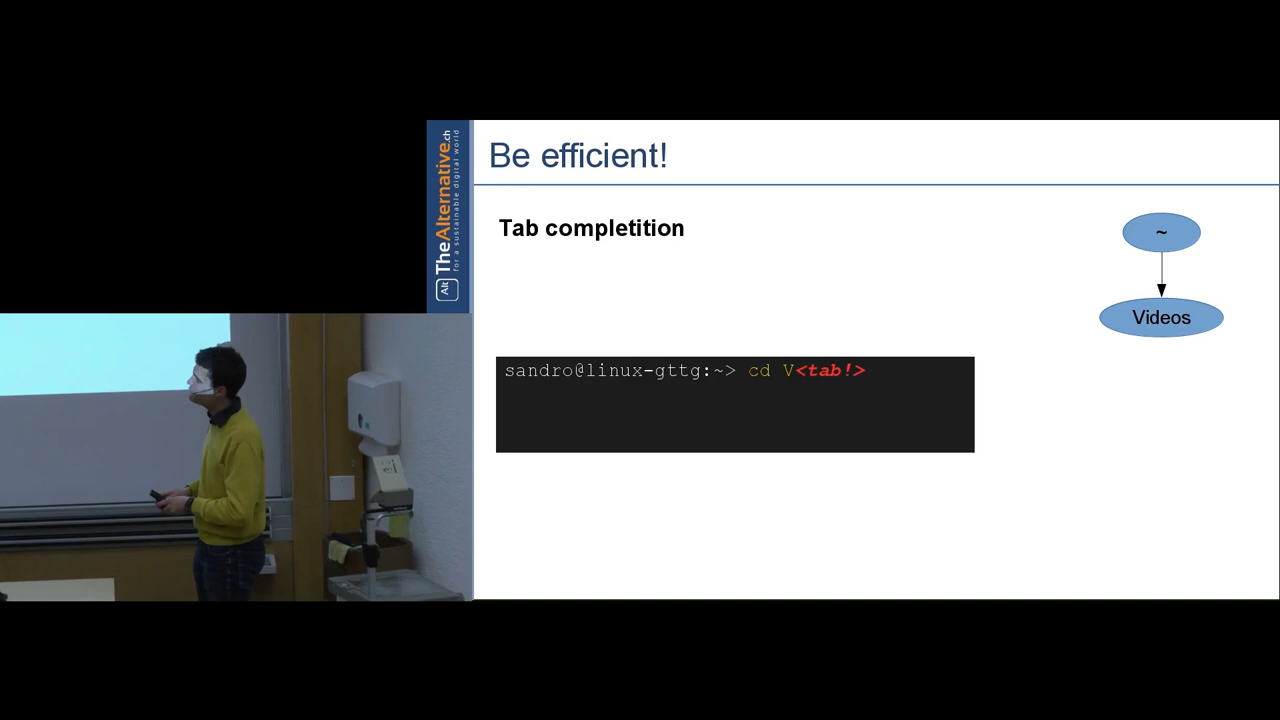 Be efficient!
Tab completition
~
Videos
sandro@linux-gttg:~> cd V<tab!>
Alt TheAlternative.ch
for a sustainable digital world